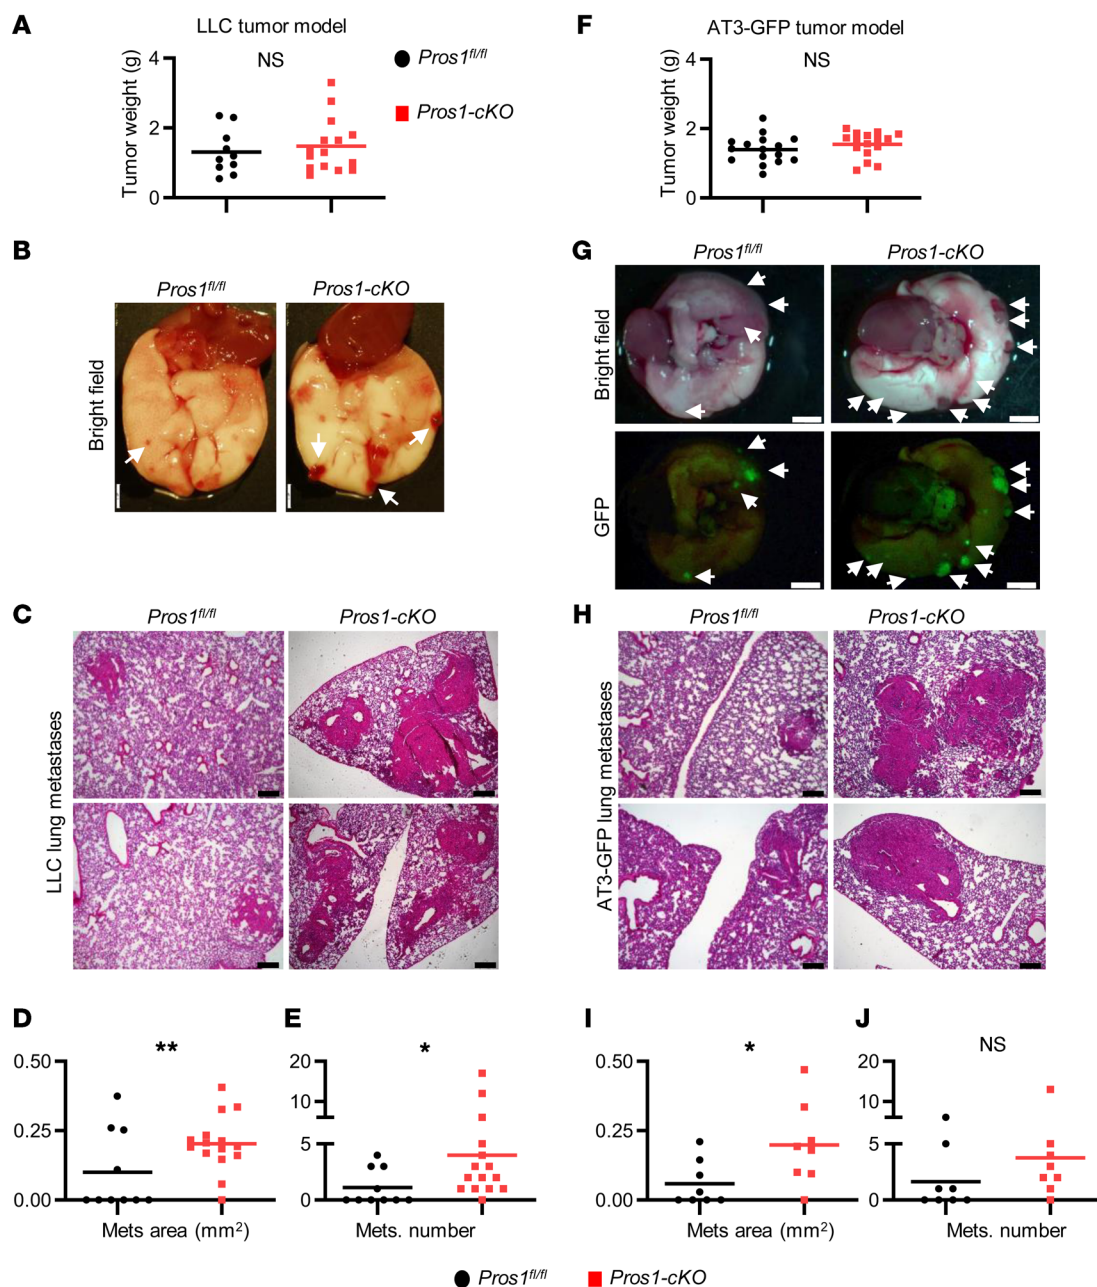 A
LLC tumor model
Tumor weight (g)
4
2
0
NS
Pros1fl/fl
Pros1-cKO
F
AT3-GFP tumor model
Tumor weight (g)
4
2
0
NS
B
Pros1fl/fl
Pros1-cKO
Bright field
G
Pros1fl/fl
Pros1-cKO
Bright field
GFP
C
Pros1fl/fl
Pros1-cKO
LLC lung metastases
H
Pros1fl/fl
Pros1-cKO
AT3-GFP lung metastases
D
**
0.50
0.25
0.00
Mets area (mm2)
E
*
20
10
5
0
Mets. number
I
*
0.50
0.25
0.00
Mets area (mm2)
J
NS
20
10
5
0
Mets. number
Pros1fl/fl
Pros1-cKO